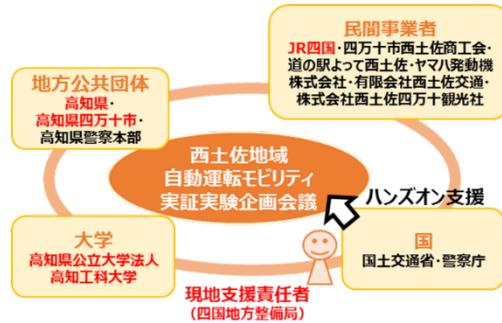 民間事業者
JR四国・四万十市西土佐商工会・
道の駅よって西土佐・ヤマハ発動機
株式会社・有限会社西土佐交通・
株式会社西土佐四万十観光社
地方公共団体
高知県・
高知県四万十市・
高知県警察本部
西土佐地域
自動運転モビリティ
実証実験企画会議
ハンズオン支援
大学
高知県公立大学法人
高知工科大学
国
国土交通省・警察庁
現地支援責任者
(四国地方整備局)